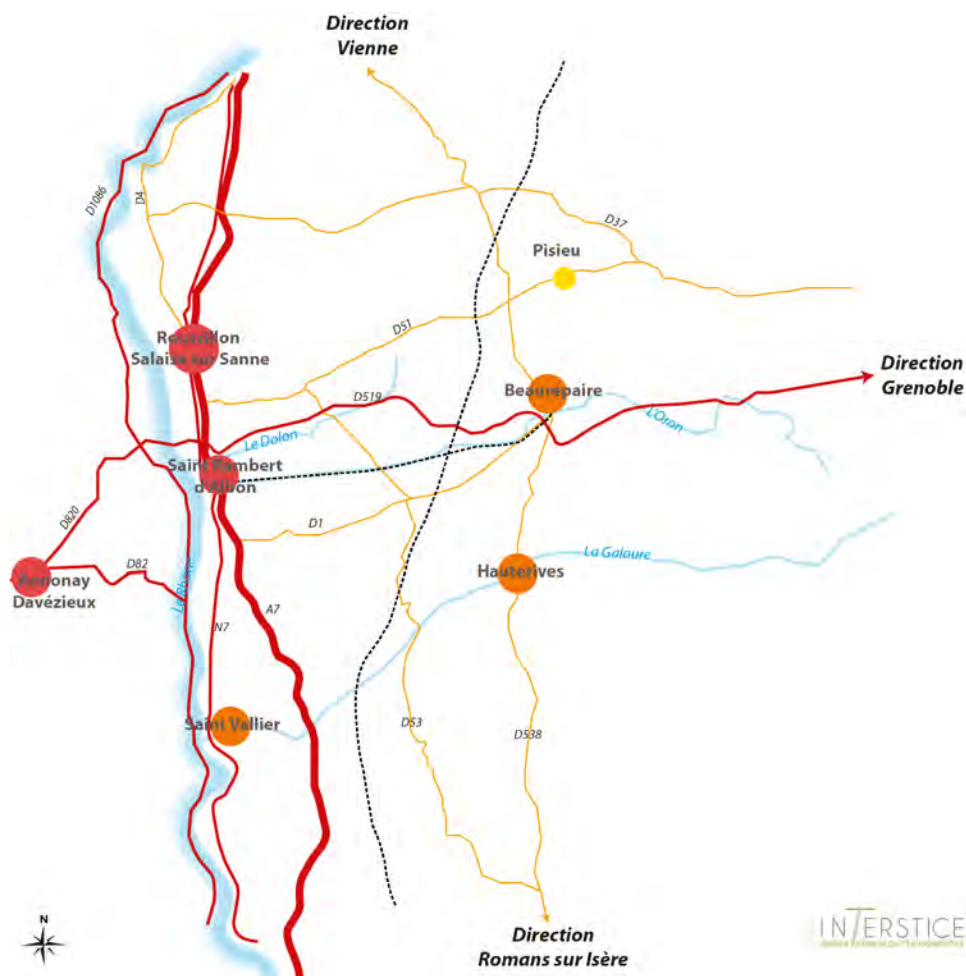 Direction
Vienne
D1086
D4
D37
Pisieu
D51
Roussillon
Salaise sur Sanne
Direction
Grenoble
Beaurepaire
D519
L'Oron
Le Dolon
Saint Rambert
d'Albon
D820
D1
La Galaure
D82
Hauterives
Annonay
Davézieux
Le Rhône
A7
N7
Saint Vallier
D53
D538
N
INTERSTICE
Direction
Romans sur Isère